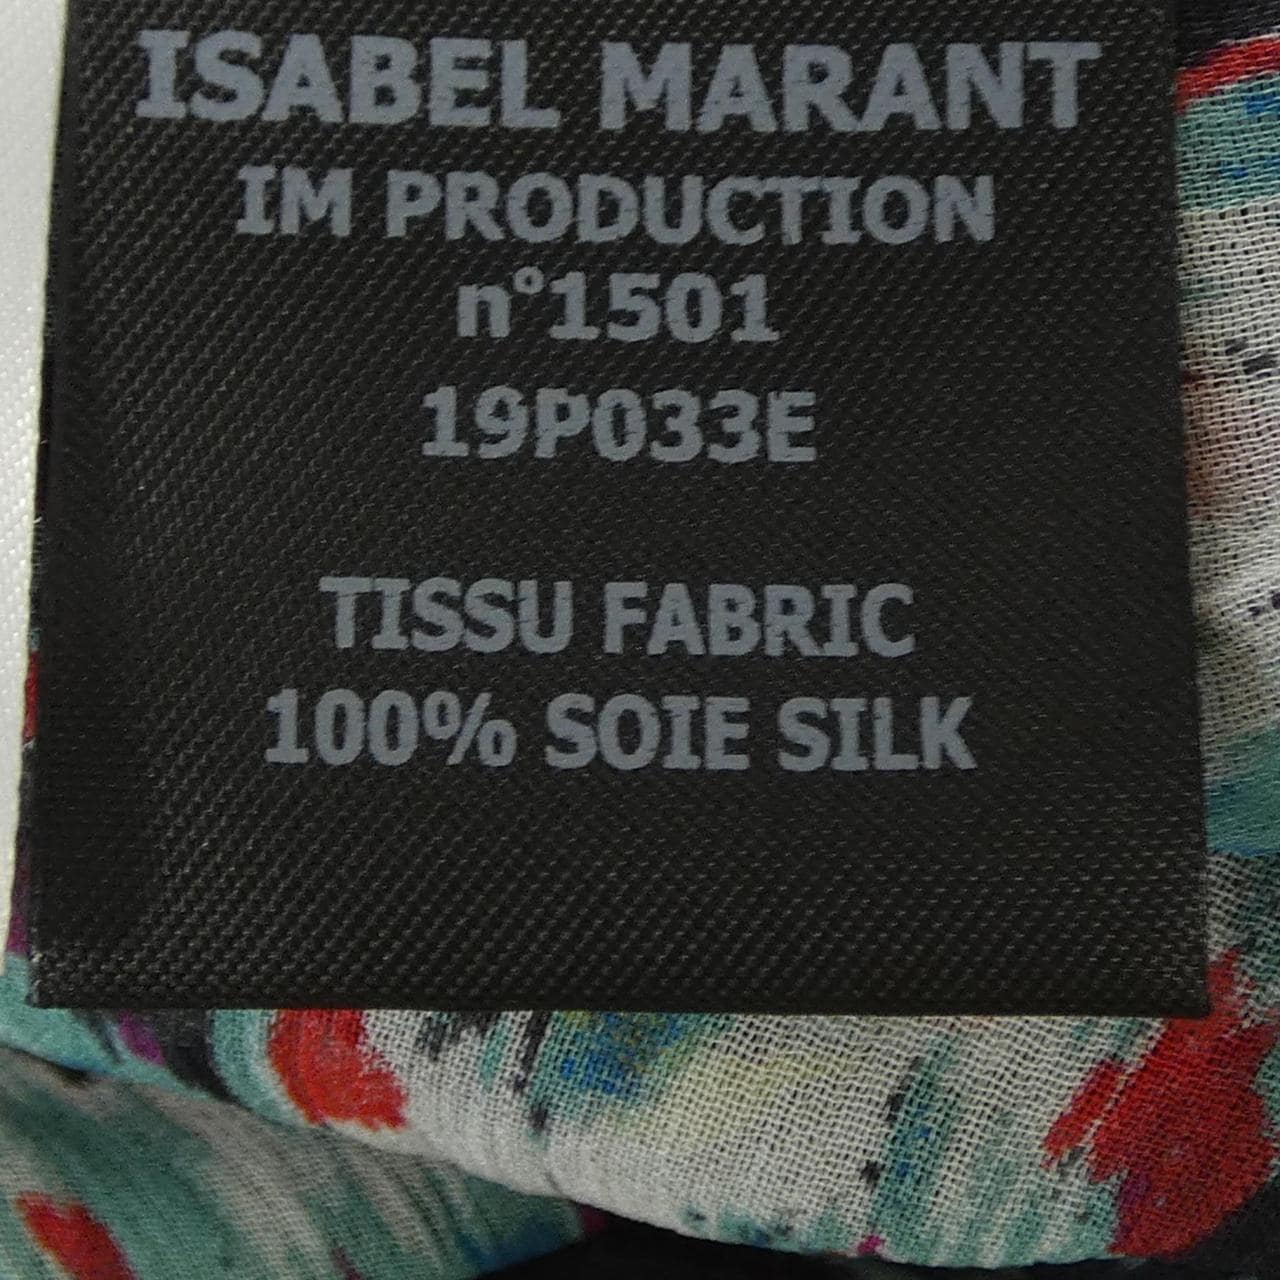 ISABEL MARANT
IM PRODUCTION
n°1501
19P033E
TISSU FABRIC
100% SOIE SILK